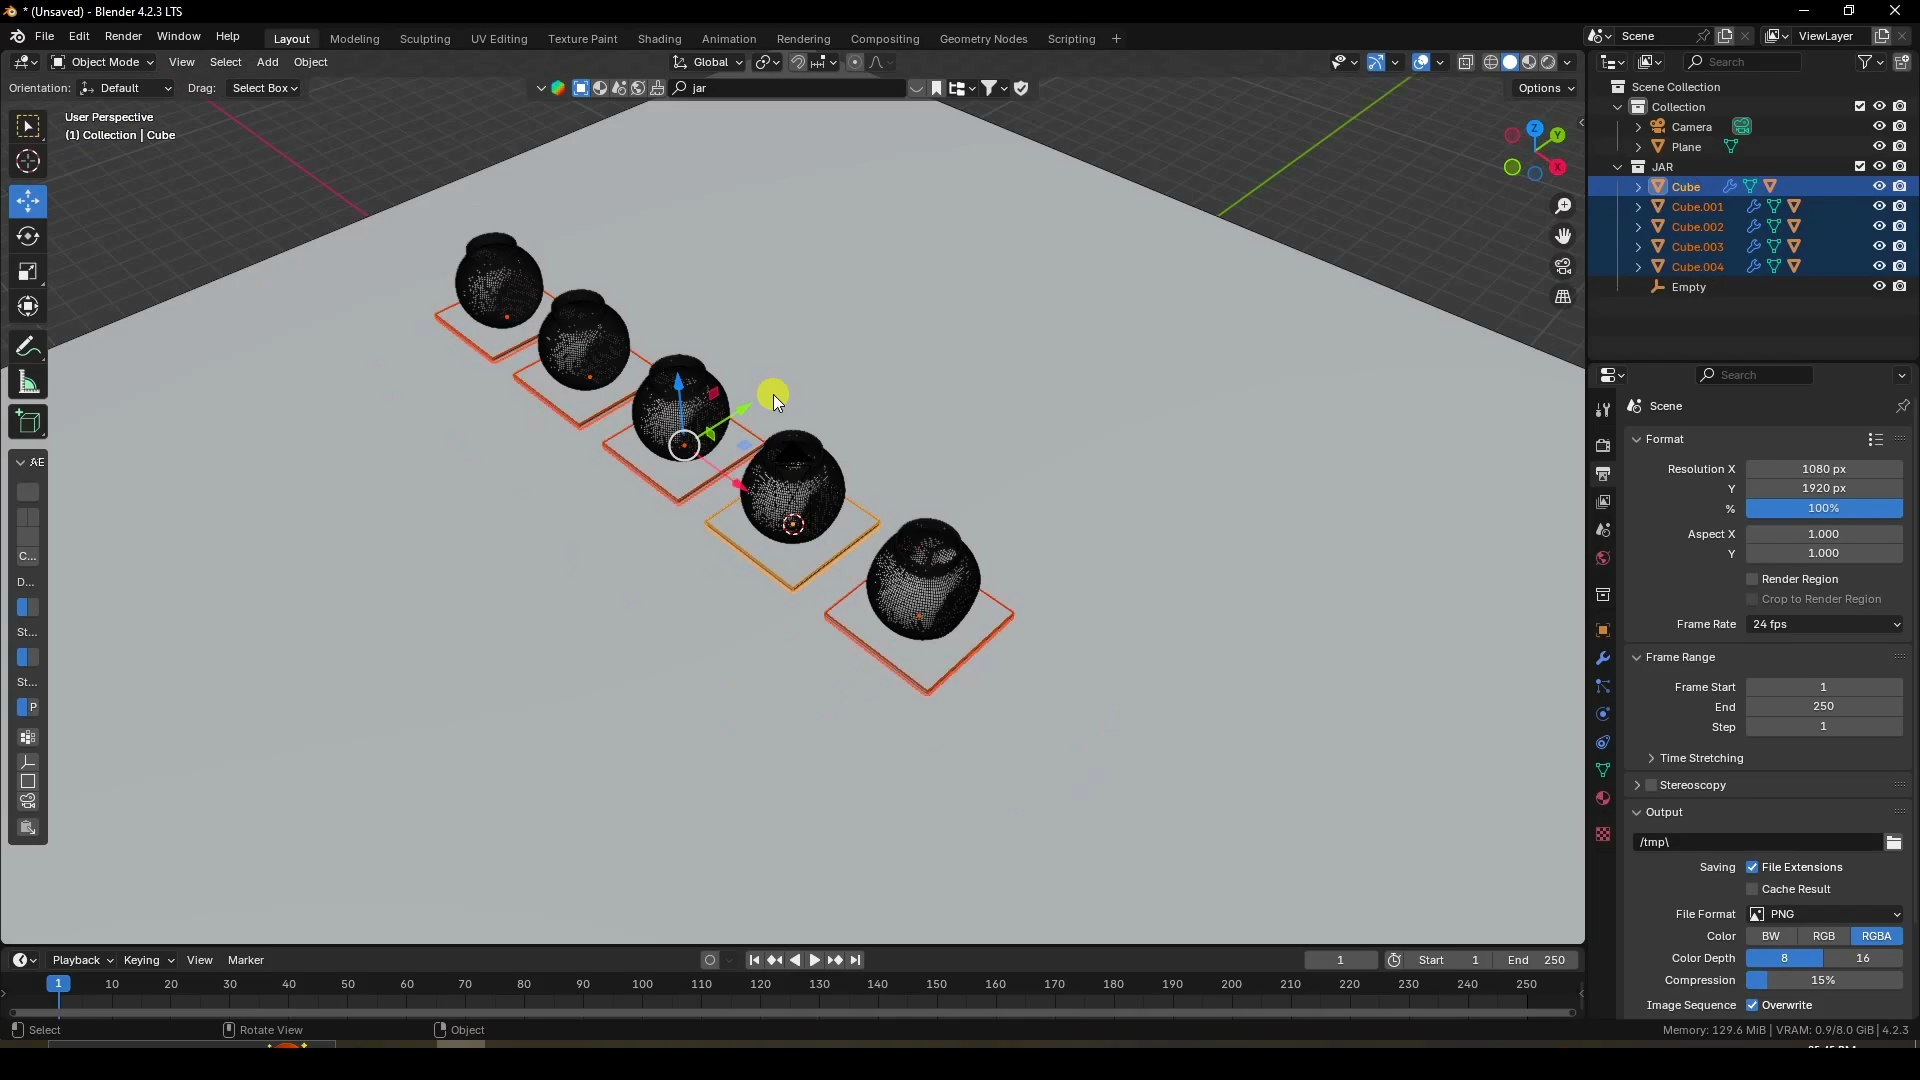 * (Unsaved) - Blender 4.2.3 LTS
File Edit Render Window Help
Layout Modeling Sculpting UV Editing Texture Paint Shading Animation Rendering Compositing Geometry Nodes Scripting +
Scene
ViewLayer
Object Mode View Select Add Object
Global
Search
Orientation: Default Drag: Select Box
jar
Options
User Perspective
(1) Collection | Cube
Z
Y
X
Scene Collection
Collection
Camera
Plane
JAR
Cube
Cube.001
Cube.002
Cube.003
Cube.004
Empty
Search
Scene
Format
Resolution X 1080 px
Y 1920 px
% 100%
Aspect X 1.000
Y 1.000
Render Region
Crop to Render Region
Frame Rate 24 fps
Frame Range
Frame Start 1
End 250
Step 1
Time Stretching
Stereoscopy
Output
/tmp\
Saving File Extensions
Cache Result
File Format PNG
Color BW RGB RGBA
Color Depth 8 16
Compression 15%
Image Sequence Overwrite
AE
C...
D...
St...
St...
P
Playback Keying View Marker
1 Start 1 End 250
1 10 20 30 40 50 60 70 80 90 100 110 120 130 140 150 160 170 180 190 200 210 220 230 240 250
Select Rotate View Object
Memory: 129.6 MiB | VRAM: 0.9/8.0 GiB | 4.2.3